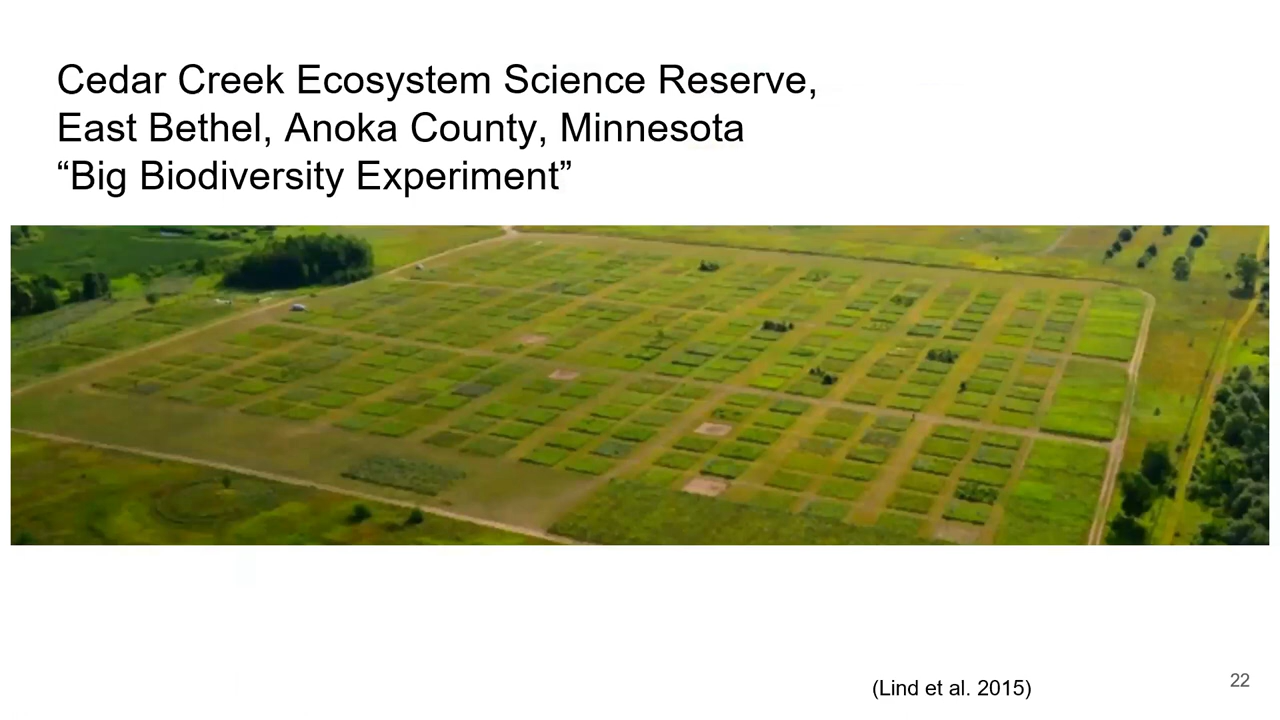 Cedar Creek Ecosystem Science Reserve,
East Bethel, Anoka County, Minnesota
“Big Biodiversity Experiment”
(Lind et al. 2015)
22